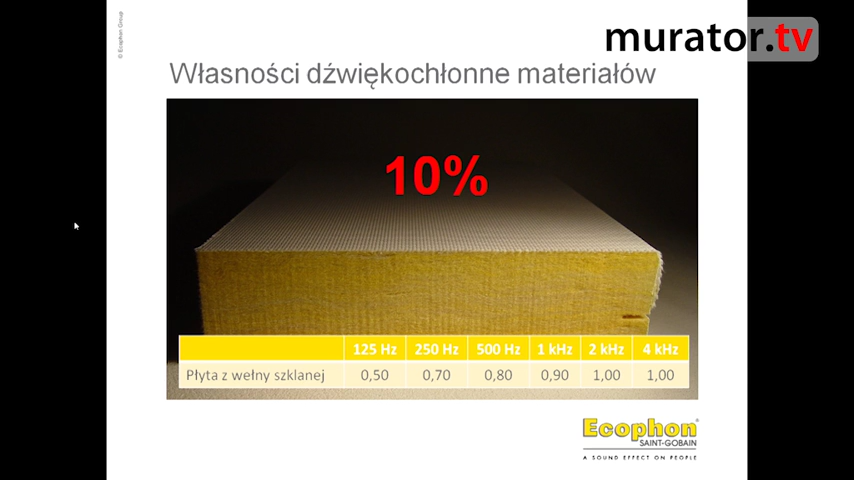 © Ecophon Group
murator.tv
Własności dźwiękochłonne materiałów
10%
125 Hz 250 Hz 500 Hz 1 kHz 2 kHz 4 kHz
Płyta z wełny szklanej 0,50 0,70 0,80 0,90 1,00 1,00
Ecophon
SAINT-GOBAIN
A SOUND EFFECT ON PEOPLE